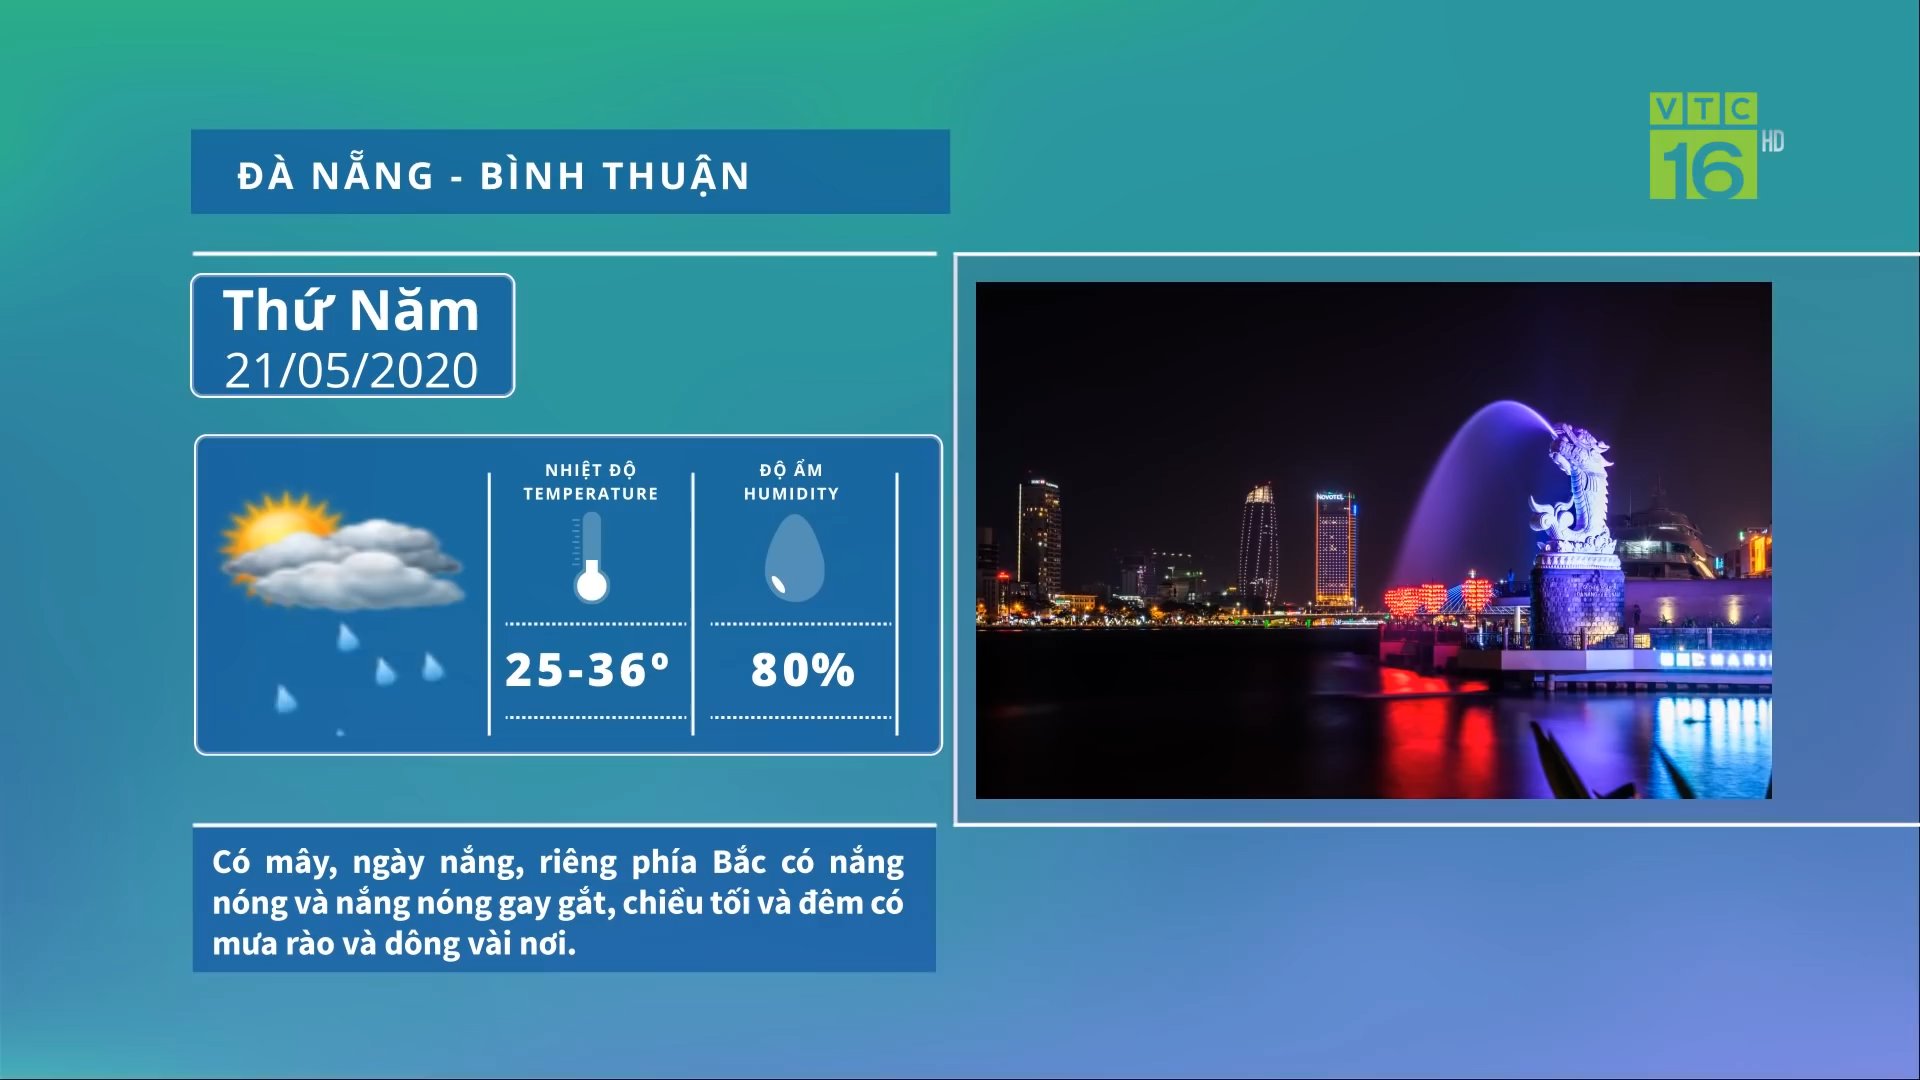 VTC
16 HD
ĐÀ NẴNG - BÌNH THUẬN
Thứ Năm
21/05/2020
NHIỆT ĐỘ
TEMPERATURE
25-36º
ĐỘ ẨM
HUMIDITY
80%
NOVOTEL
Có mây, ngày nắng, riêng phía Bắc có nắng
nóng và nắng nóng gay gắt, chiều tối và đêm có
mưa rào và dông vài nơi.